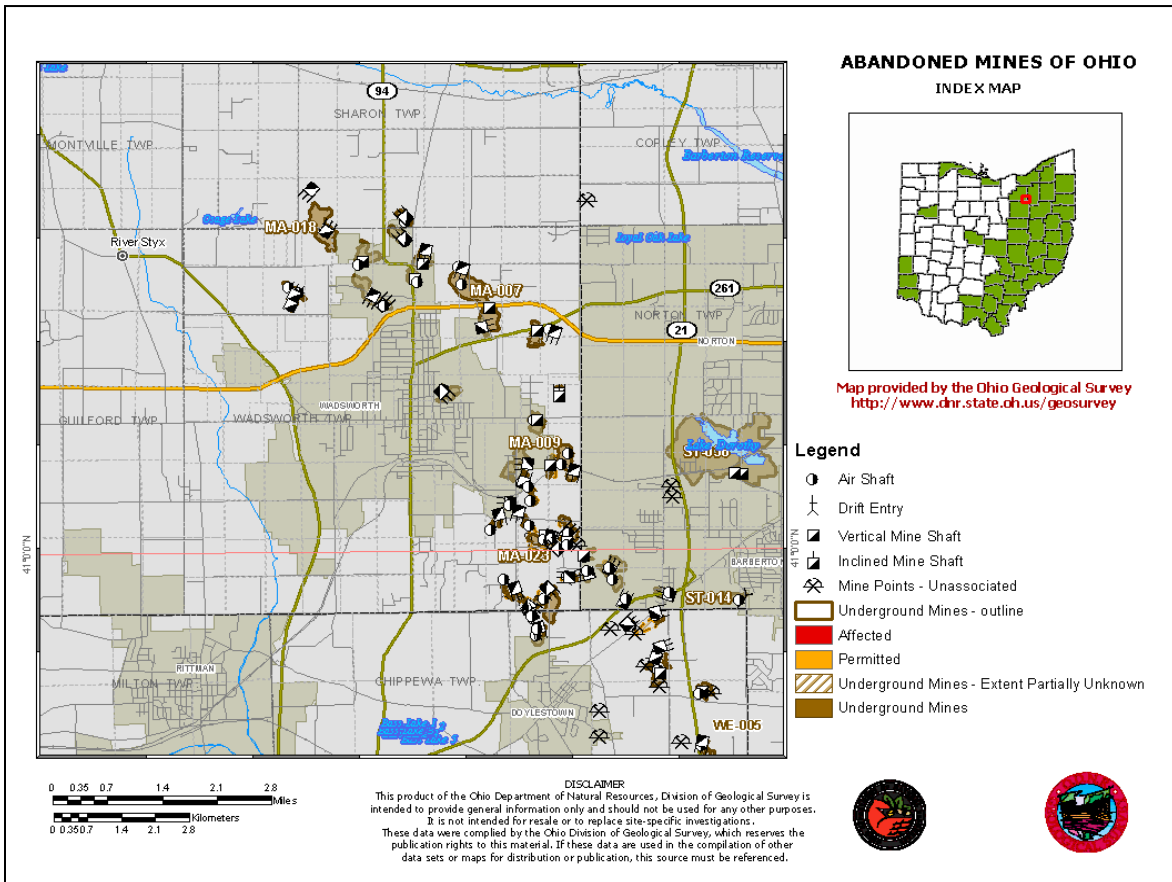 ABANDONED MINES OF OHIO
INDEX MAP
94
SHARON TWP.
MONTVILLE TWP.
COPLEY TWP.
Barberton Reserv
MA-018
River Styx
MA-007
261
NORTON TWP.
21
NORTON
WADSWORTH
GUILFORD TWP.
WADSWORTH TWP.
MA-009
Lake Dorothy
41°0'0"N
41°0'0"N
MA-023
BARBERTON
ST-014
RITTMAN
MILTON TWP.
CHIPPEWA TWP.
DOYLESTOWN
WE-005
Map provided by the Ohio Geological Survey
http://www.dnr.state.oh.us/geosurvey
Legend
Air Shaft
Drift Entry
Vertical Mine Shaft
Inclined Mine Shaft
Mine Points - Unassociated
Underground Mines - outline
Affected
Permitted
Underground Mines - Extent Partially Unknown
Underground Mines
0 0.35 0.7 1.4 2.1 2.8
Miles
Kilometers
0 0.35 0.7 1.4 2.1 2.8
DISCLAIMER
This product of the Ohio Department of Natural Resources, Division of Geological Survey is
intended to provide general information only and should not be used for any other purposes.
It is not intended for resale or to replace site-specific investigations.
These data were complied by the Ohio Division of Geological Survey, which reserves the
publication rights to this material. If these data are used in the compilation of other
data sets or maps for distribution or publication, this source must be referenced.